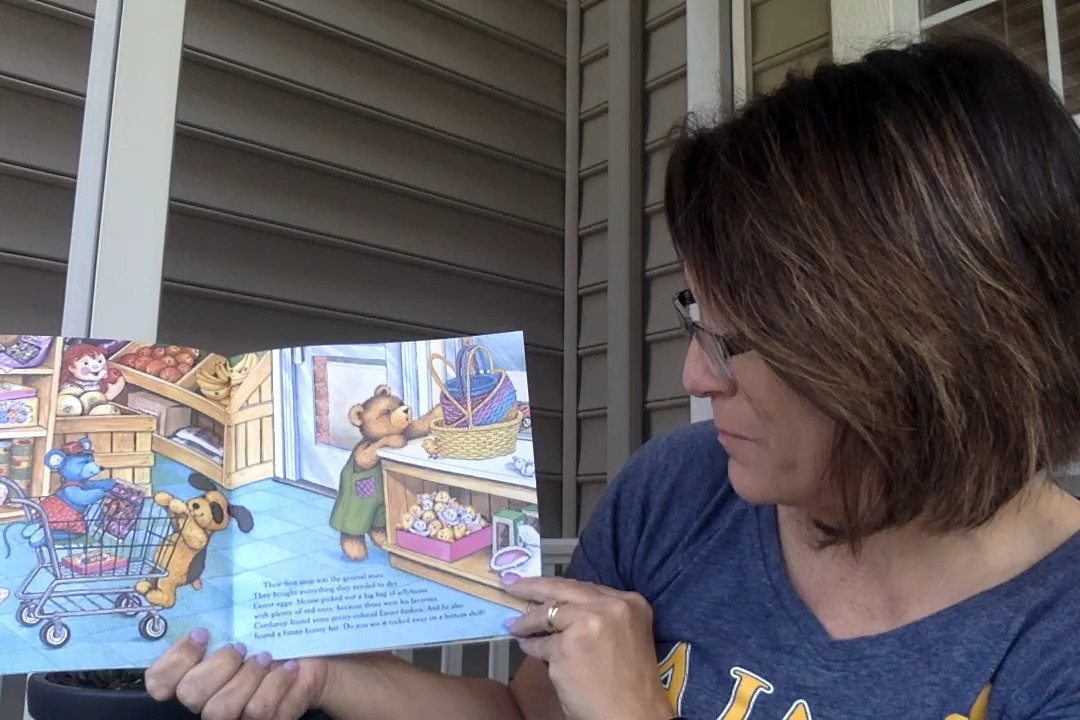 Their first stop was the general store.
They bought everything they needed to dye
Easter eggs. Mouse picked out a big bag of jellybeans
with plenty of red ones, because those were his favorites.
Corduroy found some pretty-colored Easter baskets. And he also
found a funny bunny hat. Do you see it tucked away on a bottom shelf?